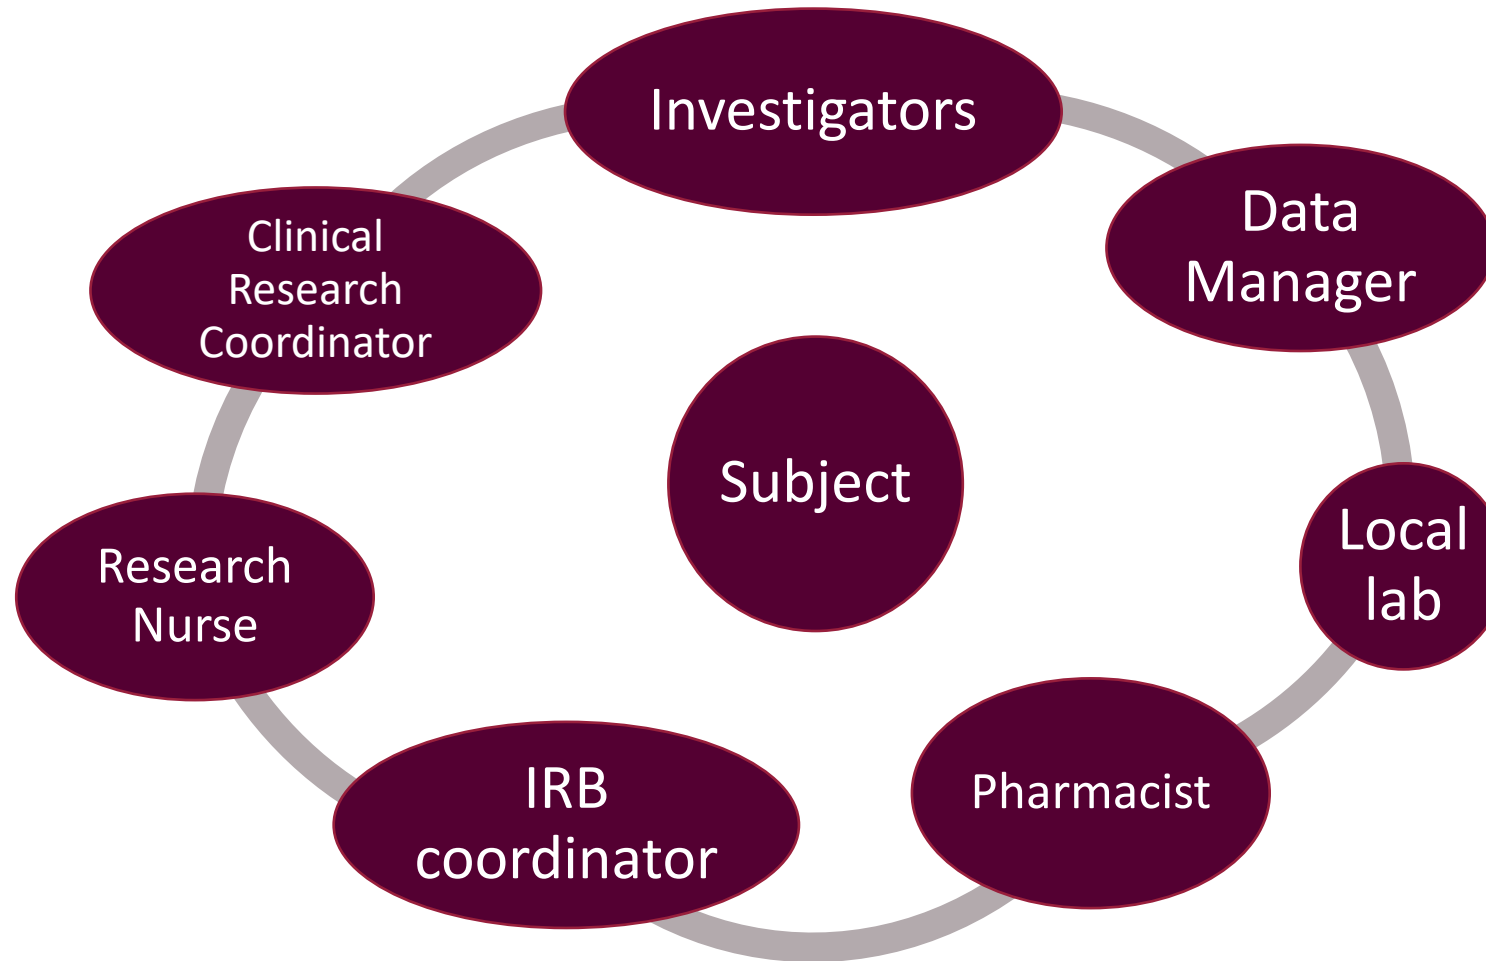 Investigators
Data
Manager
Clinical
Research
Coordinator
Subject
Local
lab
Research
Nurse
IRB
coordinator
Pharmacist